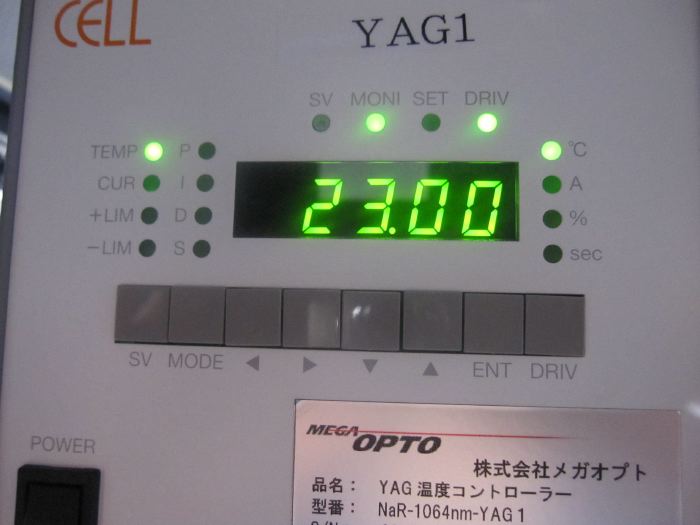 CELL
YAG1
SV MONI SET DRIV
TEMP P °C
CUR I A
+LIM D %
−LIM S sec
23.00
SV MODE ◀ ▶ ▼ ▲ ENT DRIV
POWER
MEGA OPTO
株式会社メガオプト
品名： YAG 温度コントローラー
型番： NaR-1064nm-YAG 1